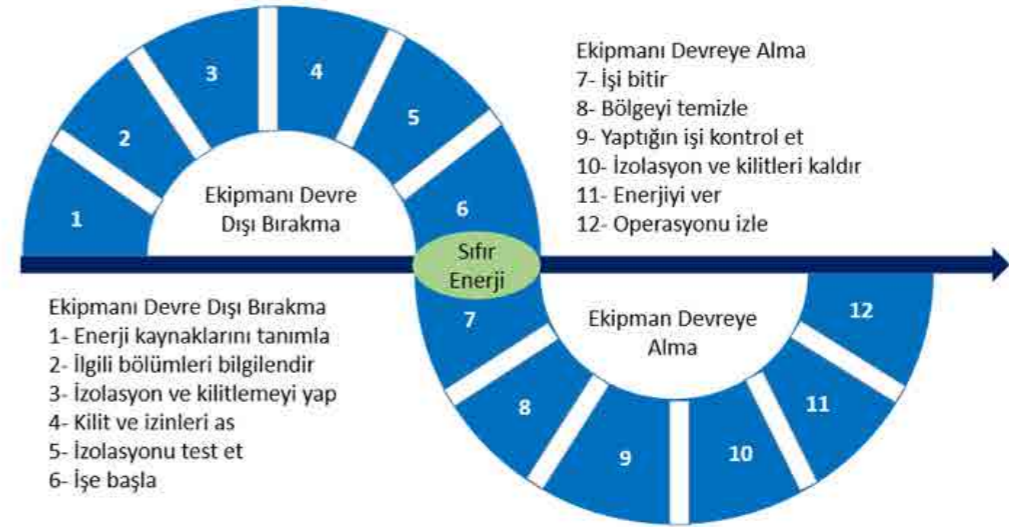 1
2
3
4
5
6
Ekipmanı Devre
Dışı Bırakma
Sıfır
Enerji
Ekipmanı Devreye Alma
7- İşi bitir
8- Bölgeyi temizle
9- Yaptığın işi kontrol et
10- İzolasyon ve kilitleri kaldır
11- Enerjiyi ver
12- Operasyonu izle
Ekipmanı Devre Dışı Bırakma
1- Enerji kaynaklarını tanımla
2- İlgili bölümleri bilgilendir
3- İzolasyon ve kilitlemeyi yap
4- Kilit ve izinleri as
5- İzolasyonu test et
6- İşe başla
7
8
9
10
11
12
Ekipman Devreye
Alma